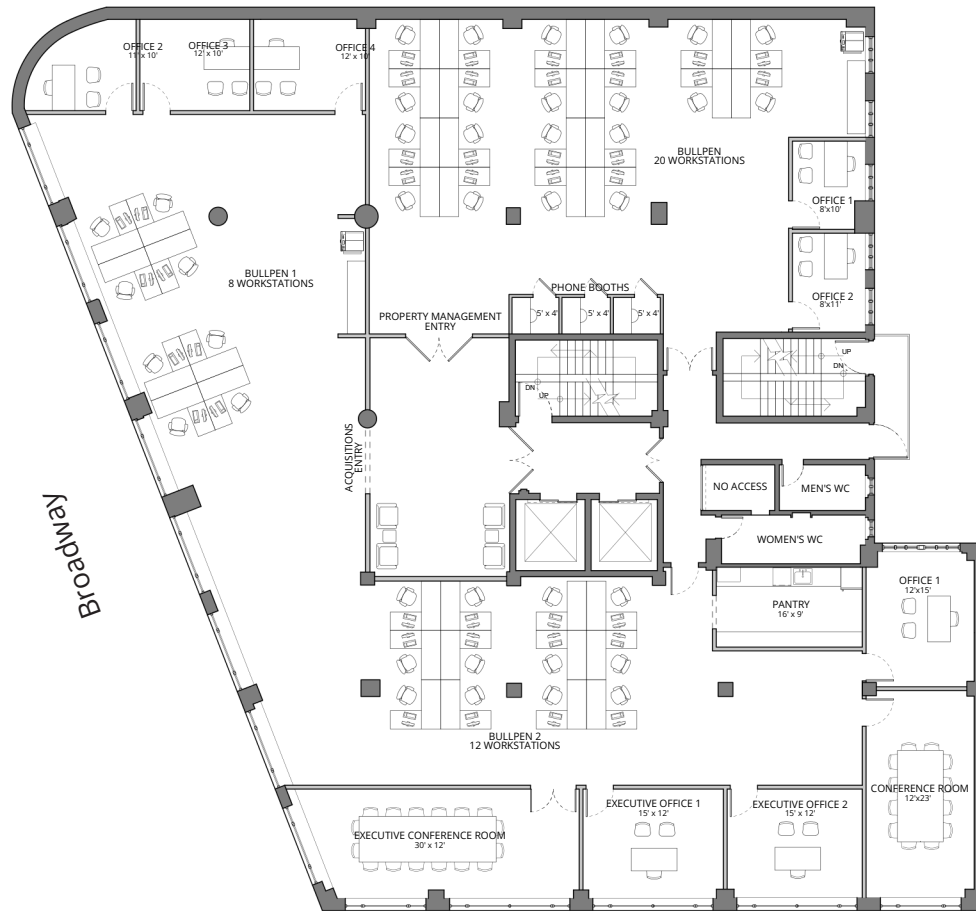 OFFICE 2
11' x 10'
OFFICE 3
12' x 10'
OFFICE 4
12' x 10'
BULLPEN
20 WORKSTATIONS
OFFICE 1
8'x10'
BULLPEN 1
8 WORKSTATIONS
OFFICE 2
8'x11'
PHONE BOOTHS
5' x 4'
5' x 4'
5' x 4'
PROPERTY MANAGEMENT
ENTRY
UP
DN
DN
UP
ACQUISITIONS
ENTRY
NO ACCESS
MEN'S WC
WOMEN'S WC
Broadway
OFFICE 1
12'x15'
PANTRY
16' x 9'
BULLPEN 2
12 WORKSTATIONS
CONFERENCE ROOM
12'x23'
EXECUTIVE OFFICE 1
15' x 12'
EXECUTIVE OFFICE 2
15' x 12'
EXECUTIVE CONFERENCE ROOM
30' x 12'